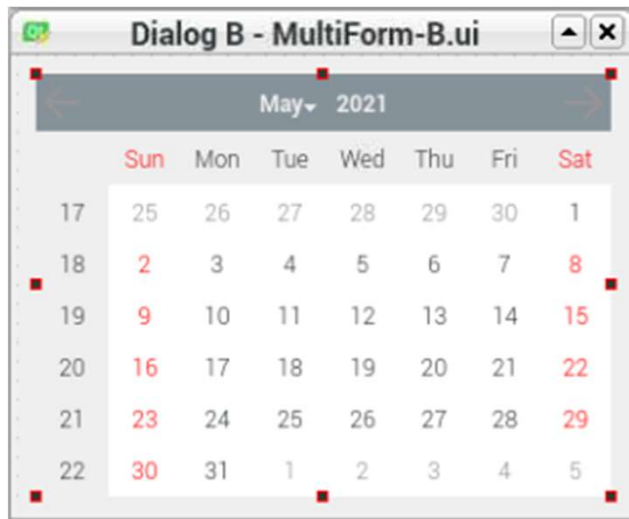 Dialog B - MultiForm-B.ui
May 2021
Sun Mon Tue Wed Thu Fri Sat
17 25 26 27 28 29 30 1
18 2 3 4 5 6 7 8
19 9 10 11 12 13 14 15
20 16 17 18 19 20 21 22
21 23 24 25 26 27 28 29
22 30 31 1 2 3 4 5